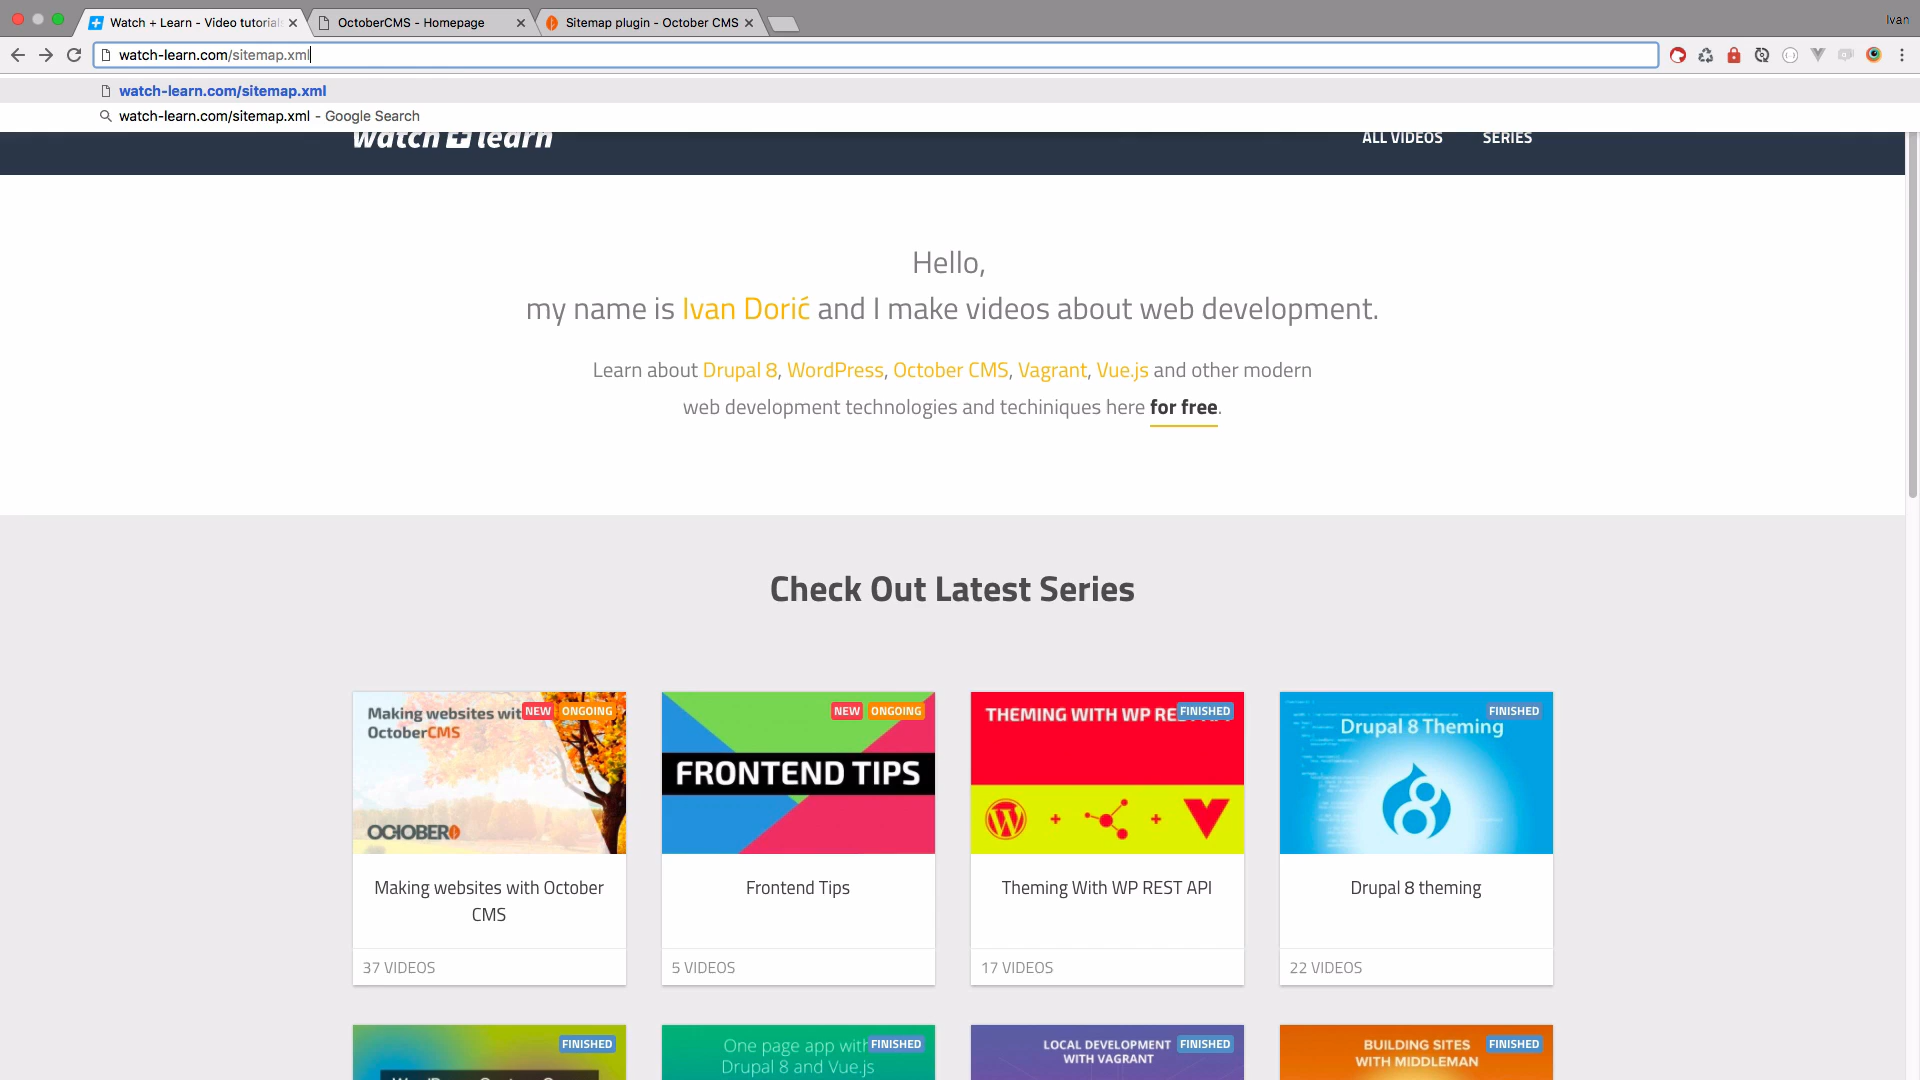 Watch + Learn - Video tutorials
OctoberCMS - Homepage
Sitemap plugin - October CMS
Ivan
watch-learn.com/sitemap.xml
watch-learn.com/sitemap.xml
watch-learn.com/sitemap.xml - Google Search
watch learn
ALL VIDEOS
SERIES
Hello,
my name is Ivan Dorić and I make videos about web development.
Learn about Drupal 8, WordPress, October CMS, Vagrant, Vue.js and other modern
web development technologies and techiniques here for free.
Check Out Latest Series
Making websites wit
NEW
ONGOING
OctoberCMS
OCTOBER
Making websites with October
CMS
37 VIDEOS
NEW
ONGOING
FRONTEND TIPS
Frontend Tips
5 VIDEOS
THEMING WITH WP REST API
FINISHED
Theming With WP REST API
17 VIDEOS
FINISHED
Drupal 8 Theming
Drupal 8 theming
22 VIDEOS
FINISHED
One page app with
FINISHED
Drupal 8 and Vue.js
LOCAL DEVELOPMENT
WITH VAGRANT
FINISHED
BUILDING SITES
WITH MIDDLEMAN
FINISHED